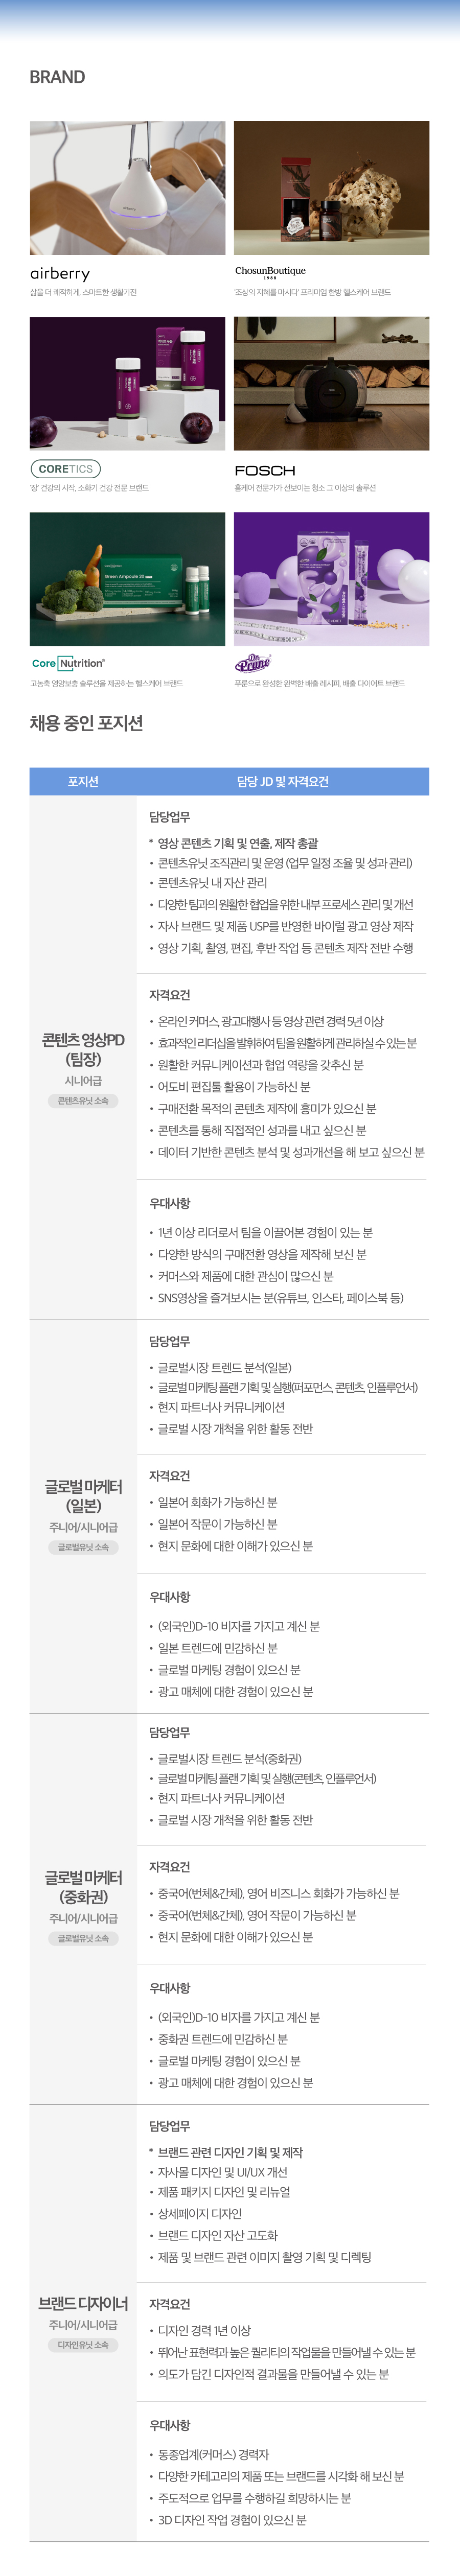 BRAND
airberry
삶을 더 쾌적하게, 스마트한 생활가전
ChosunBoutique
1988
'조상의 지혜를 마시다' 프리미엄 한방 헬스케어 브랜드
CORETICS
'장' 건강의 시작, 소화기 건강 전문 브랜드
FOSCH
홈케어 전문가가 선보이는 청소 그 이상의 솔루션
Green Ampoule 25
Core Nutrition
고농축 영양보충 솔루션을 제공하는 헬스케어 브랜드
Dr. Prune
푸룬으로 완성한 완벽한 배출 레시피, 배출 다이어트 브랜드
채용 중인 포지션
포지션
담당 JD 및 자격요건
콘텐츠 영상PD
(팀장)
시니어급
콘텐츠유닛 소속
담당업무
* 영상 콘텐츠 기획 및 연출, 제작 총괄
• 콘텐츠유닛 조직관리 및 운영 (업무 일정 조율 및 성과 관리)
• 콘텐츠유닛 내 자산 관리
• 다양한 팀과의 원활한 협업을 위한 내부 프로세스 관리 및 개선
• 자사 브랜드 및 제품 USP를 반영한 바이럴 광고 영상 제작
• 영상 기획, 촬영, 편집, 후반 작업 등 콘텐츠 제작 전반 수행
자격요건
• 온라인 커머스, 광고대행사 등 영상 관련 경력 5년 이상
• 효과적인 리더십을 발휘하여 팀을 원활하게 관리하실 수 있는 분
• 원활한 커뮤니케이션과 협업 역량을 갖추신 분
• 어도비 편집툴 활용이 가능하신 분
• 구매전환 목적의 콘텐츠 제작에 흥미가 있으신 분
• 콘텐츠를 통해 직접적인 성과를 내고 싶으신 분
• 데이터 기반한 콘텐츠 분석 및 성과개선을 해 보고 싶으신 분
우대사항
• 1년 이상 리더로서 팀을 이끌어본 경험이 있는 분
• 다양한 방식의 구매전환 영상을 제작해 보신 분
• 커머스와 제품에 대한 관심이 많으신 분
• SNS영상을 즐겨보시는 분(유튜브, 인스타, 페이스북 등)
글로벌 마케터
(일본)
주니어/시니어급
글로벌유닛 소속
담당업무
• 글로벌시장 트렌드 분석(일본)
• 글로벌 마케팅 플랜 기획 및 실행(퍼포먼스, 콘텐츠, 인플루언서)
• 현지 파트너사 커뮤니케이션
• 글로벌 시장 개척을 위한 활동 전반
자격요건
• 일본어 회화가 가능하신 분
• 일본어 작문이 가능하신 분
• 현지 문화에 대한 이해가 있으신 분
우대사항
• (외국인)D-10 비자를 가지고 계신 분
• 일본 트렌드에 민감하신 분
• 글로벌 마케팅 경험이 있으신 분
• 광고 매체에 대한 경험이 있으신 분
글로벌 마케터
(중화권)
주니어/시니어급
글로벌유닛 소속
담당업무
• 글로벌시장 트렌드 분석(중화권)
• 글로벌 마케팅 플랜 기획 및 실행(콘텐츠, 인플루언서)
• 현지 파트너사 커뮤니케이션
• 글로벌 시장 개척을 위한 활동 전반
자격요건
• 중국어(번체&간체), 영어 비즈니스 회화가 가능하신 분
• 중국어(번체&간체), 영어 작문이 가능하신 분
• 현지 문화에 대한 이해가 있으신 분
우대사항
• (외국인)D-10 비자를 가지고 계신 분
• 중화권 트렌드에 민감하신 분
• 글로벌 마케팅 경험이 있으신 분
• 광고 매체에 대한 경험이 있으신 분
브랜드 디자이너
주니어/시니어급
디자인유닛 소속
담당업무
* 브랜드 관련 디자인 기획 및 제작
• 자사몰 디자인 및 UI/UX 개선
• 제품 패키지 디자인 및 리뉴얼
• 상세페이지 디자인
• 브랜드 디자인 자산 고도화
• 제품 및 브랜드 관련 이미지 촬영 기획 및 디렉팅
자격요건
• 디자인 경력 1년 이상
• 뛰어난 표현력과 높은 퀄리티의 작업물을 만들어낼 수 있는 분
• 의도가 담긴 디자인적 결과물을 만들어낼 수 있는 분
우대사항
• 동종업계(커머스) 경력자
• 다양한 카테고리의 제품 또는 브랜드를 시각화 해 보신 분
• 주도적으로 업무를 수행하길 희망하시는 분
• 3D 디자인 작업 경험이 있으신 분